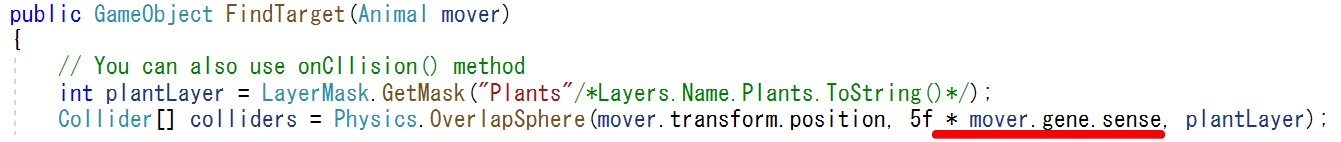 public GameObject FindTarget(Animal mover)
{
// You can also use onCllision() method
int plantLayer = LayerMask.GetMask("Plants"/*Layers.Name.Plants.ToString()*/);
Collider[] colliders = Physics.OverlapSphere(mover.transform.position, 5f * mover.gene.sense, plantLayer);